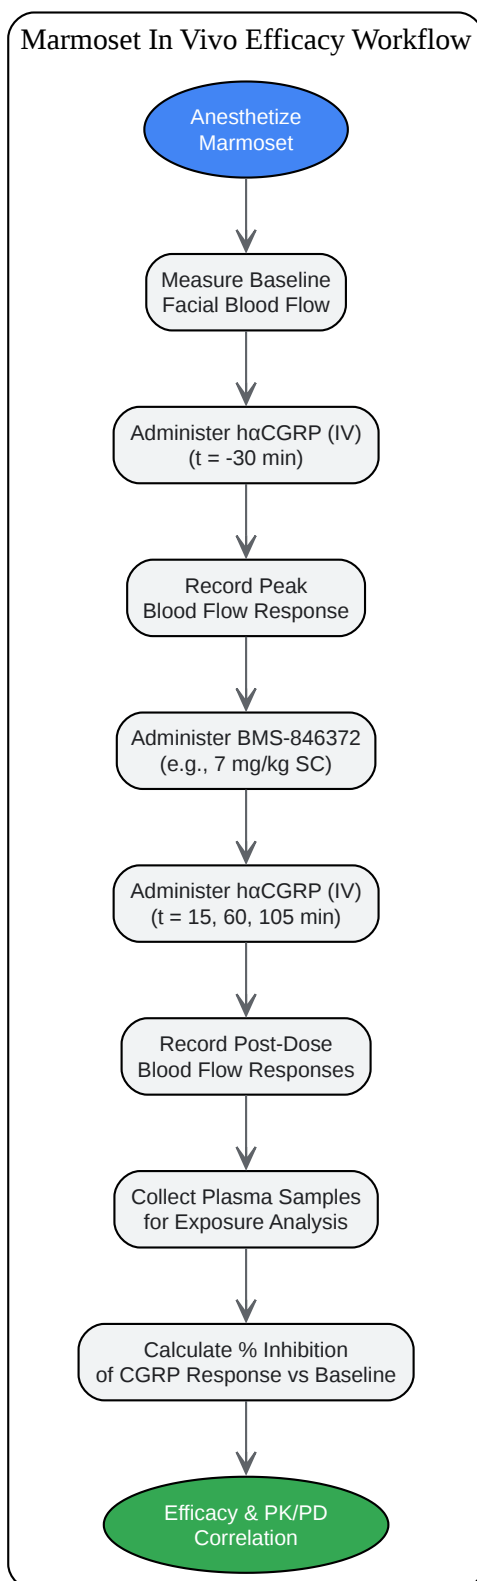 Marmoset In Vivo Efficacy Workflow
Anesthetize
Marmoset
Measure Baseline
Facial Blood Flow
Administer hαCGRP (IV)
(t = -30 min)
Record Peak
Blood Flow Response
Administer BMS-846372
(e.g., 7 mg/kg SC)
Administer hαCGRP (IV)
(t = 15, 60, 105 min)
Record Post-Dose
Blood Flow Responses
Collect Plasma Samples
for Exposure Analysis
Calculate % Inhibition
of CGRP Response vs Baseline
Efficacy & PK/PD
Correlation